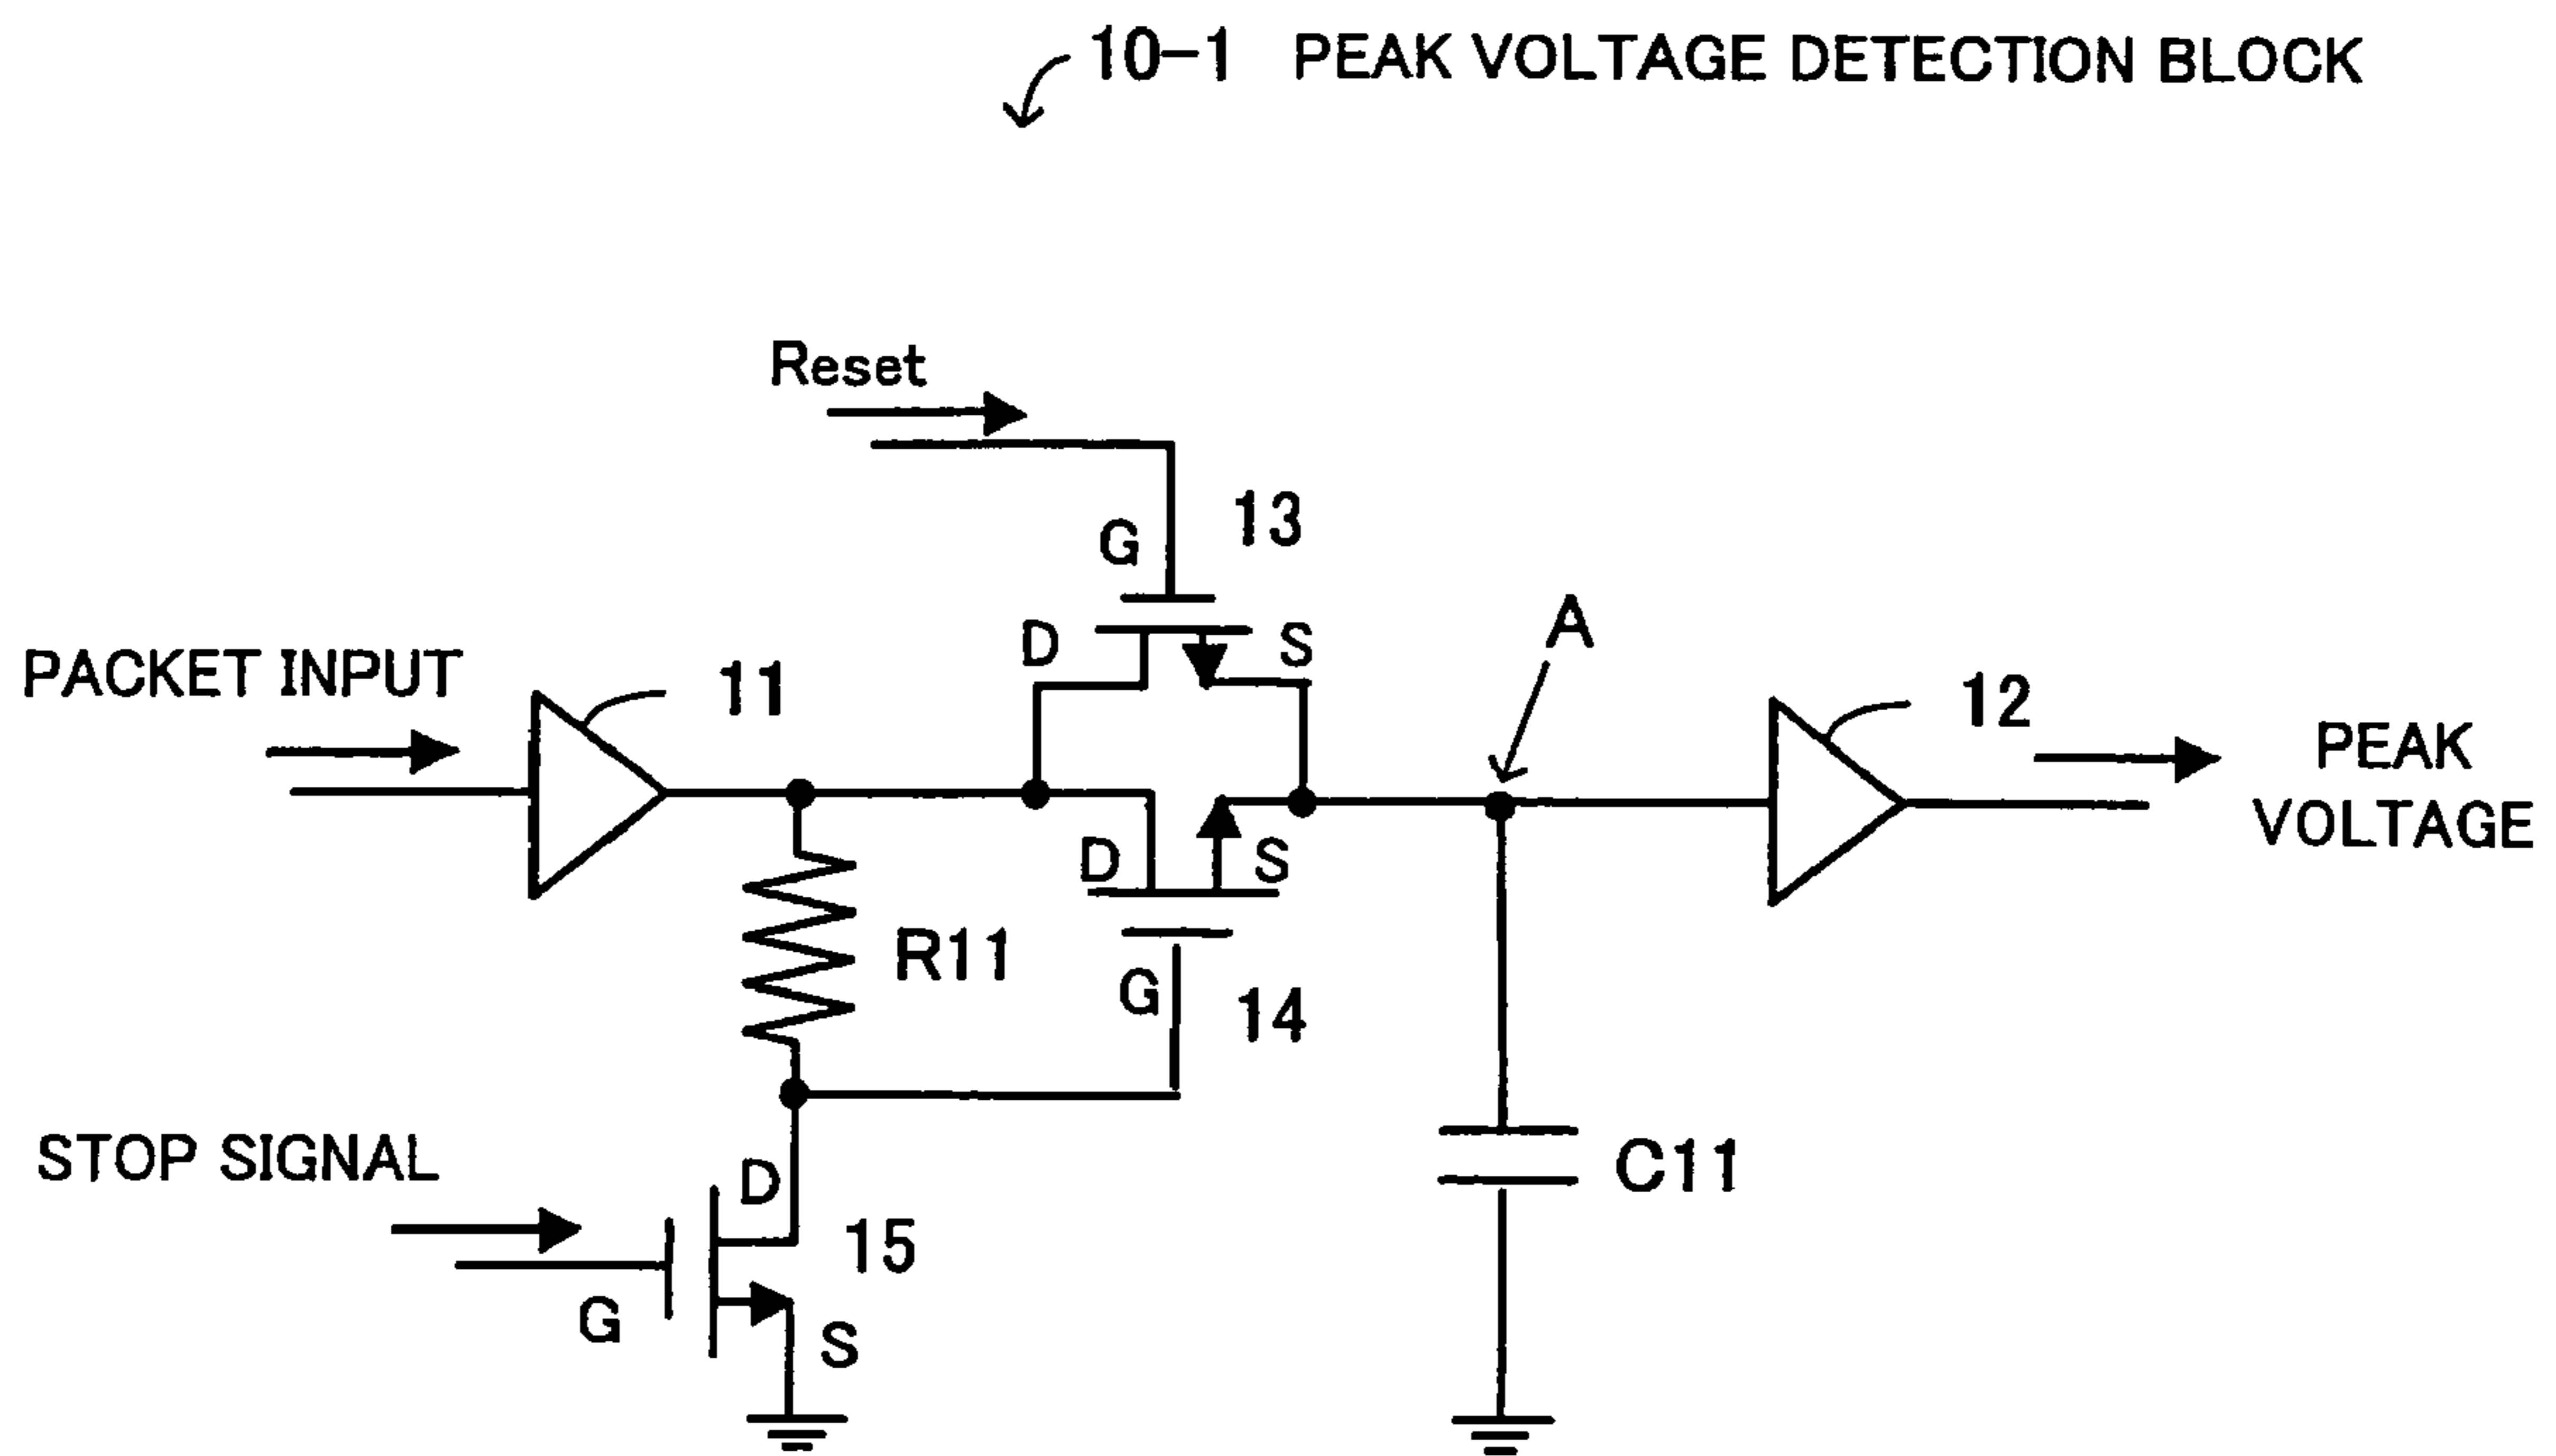 10-1 PEAK VOLTAGE DETECTION BLOCK
Reset
13
G
D
S
A
PACKET INPUT
11
12
PEAK
VOLTAGE
D
S
R11
G
14
STOP SIGNAL
D
C11
15
G
S